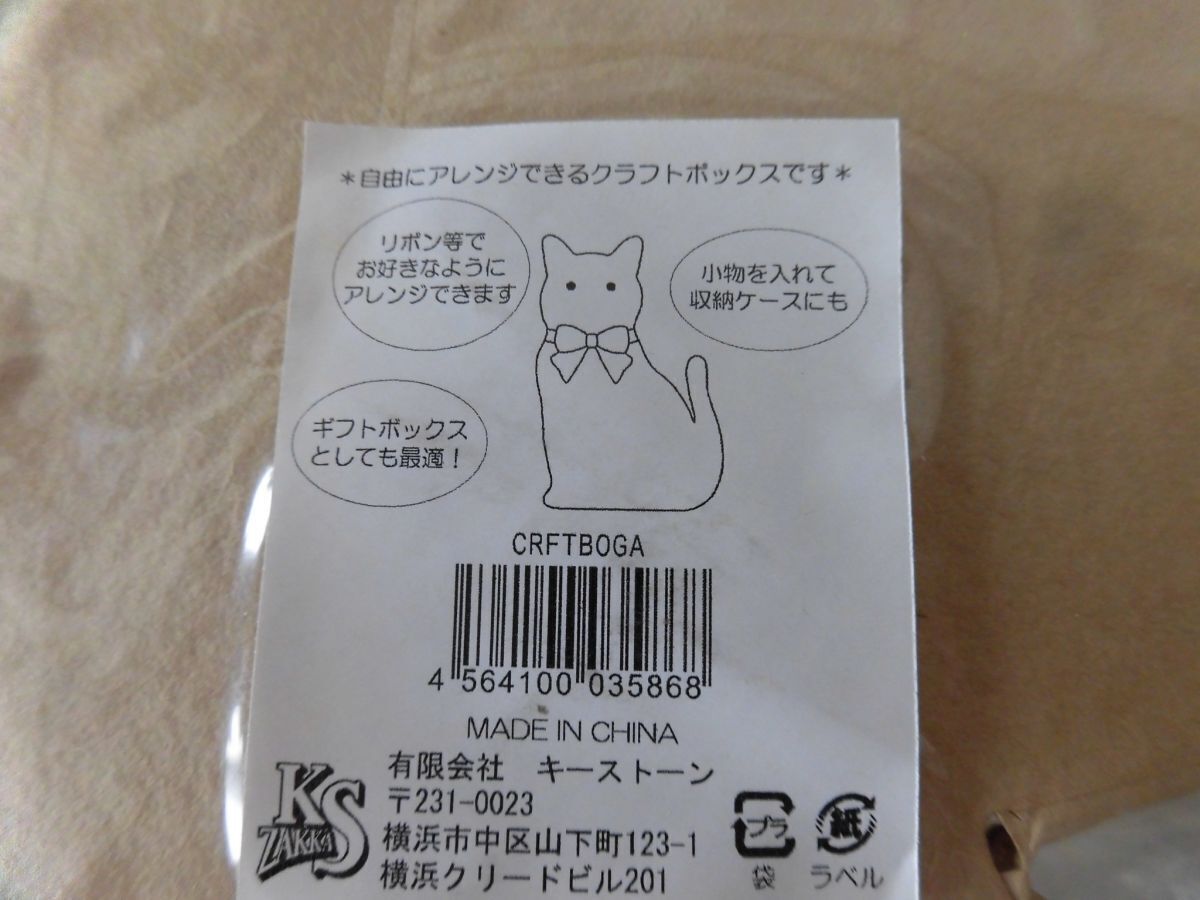 ＊自由にアレンジできるクラフトボックスです＊
リボン等で
お好きなように
アレンジできます
小物を入れて
収納ケースにも
ギフトボックス
としても最適！
CRFTBOGA
4 564100 035868
MADE IN CHINA
KS
ZAKKA
有限会社　キーストーン
〒231-0023
横浜市中区山下町123-1
横浜クリードビル201
プラ
袋
紙
ラベル